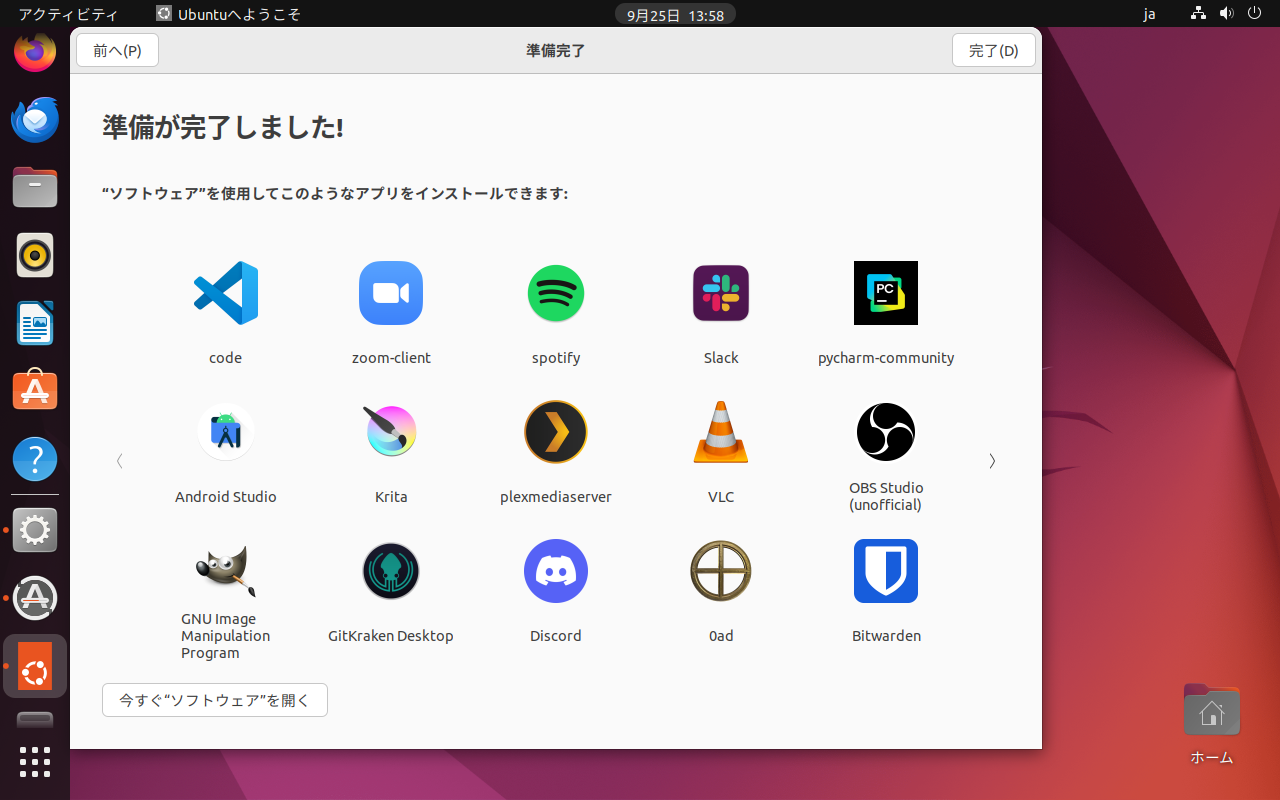 アクティビティ
Ubuntuへようこそ
9月25日 13:58
ja
前へ(P)
準備完了
完了(D)
準備が完了しました!
“ソフトウェア”を使用してこのようなアプリをインストールできます:
code
zoom-client
spotify
Slack
PC
pycharm-community
Android Studio
Krita
plexmediaserver
VLC
OBS Studio
(unofficial)
GNU Image
Manipulation
Program
GitKraken Desktop
Discord
0ad
Bitwarden
今すぐ“ソフトウェア”を開く
ホーム